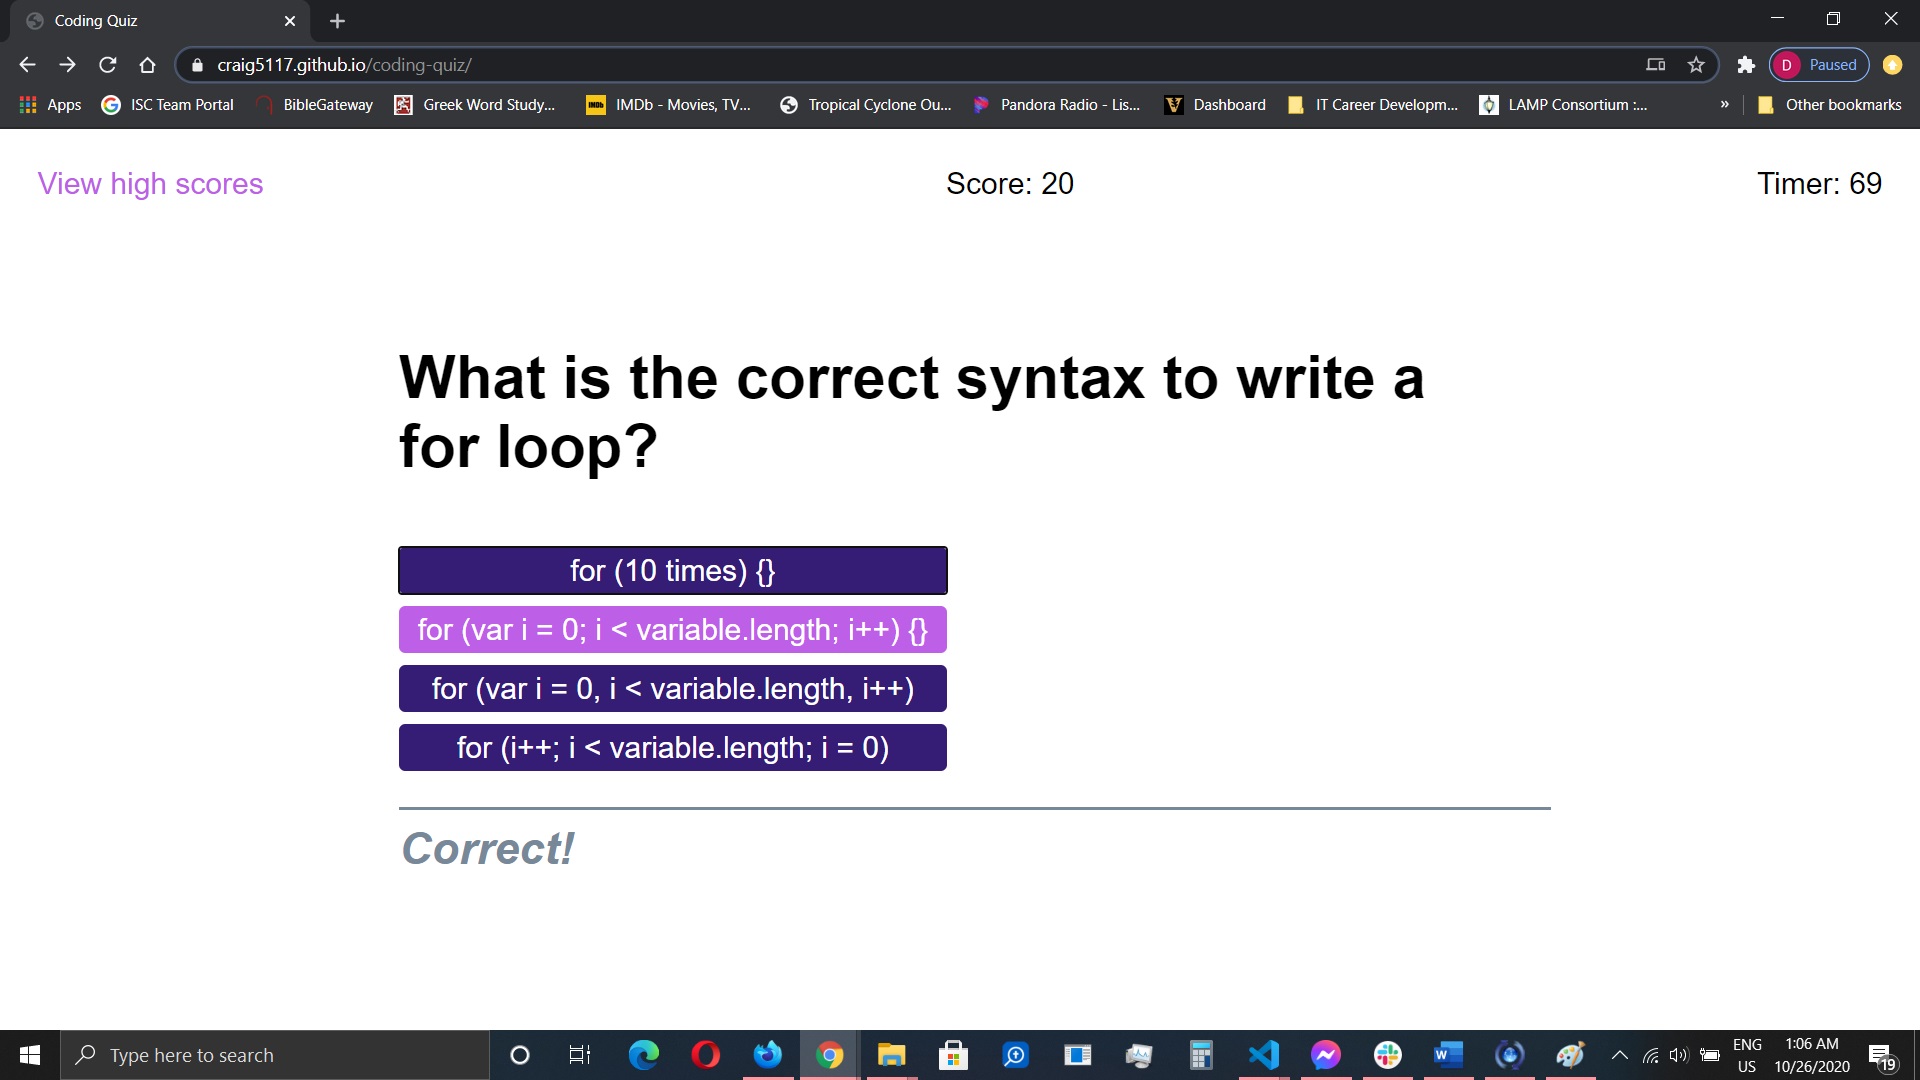 Coding Quiz
craig5117.github.io/coding-quiz/
D Paused
Apps ISC Team Portal BibleGateway Greek Word Study... IMDb - Movies, TV... Tropical Cyclone Ou... Pandora Radio - Lis... Dashboard IT Career Developm... LAMP Consortium :... » Other bookmarks
View high scores Score: 20 Timer: 69
What is the correct syntax to write a
for loop?
for (10 times) {}
for (var i = 0; i < variable.length; i++) {}
for (var i = 0, i < variable.length, i++)
for (i++; i < variable.length; i = 0)
Correct!
Type here to search
ENG
US
1:06 AM
10/26/2020
19